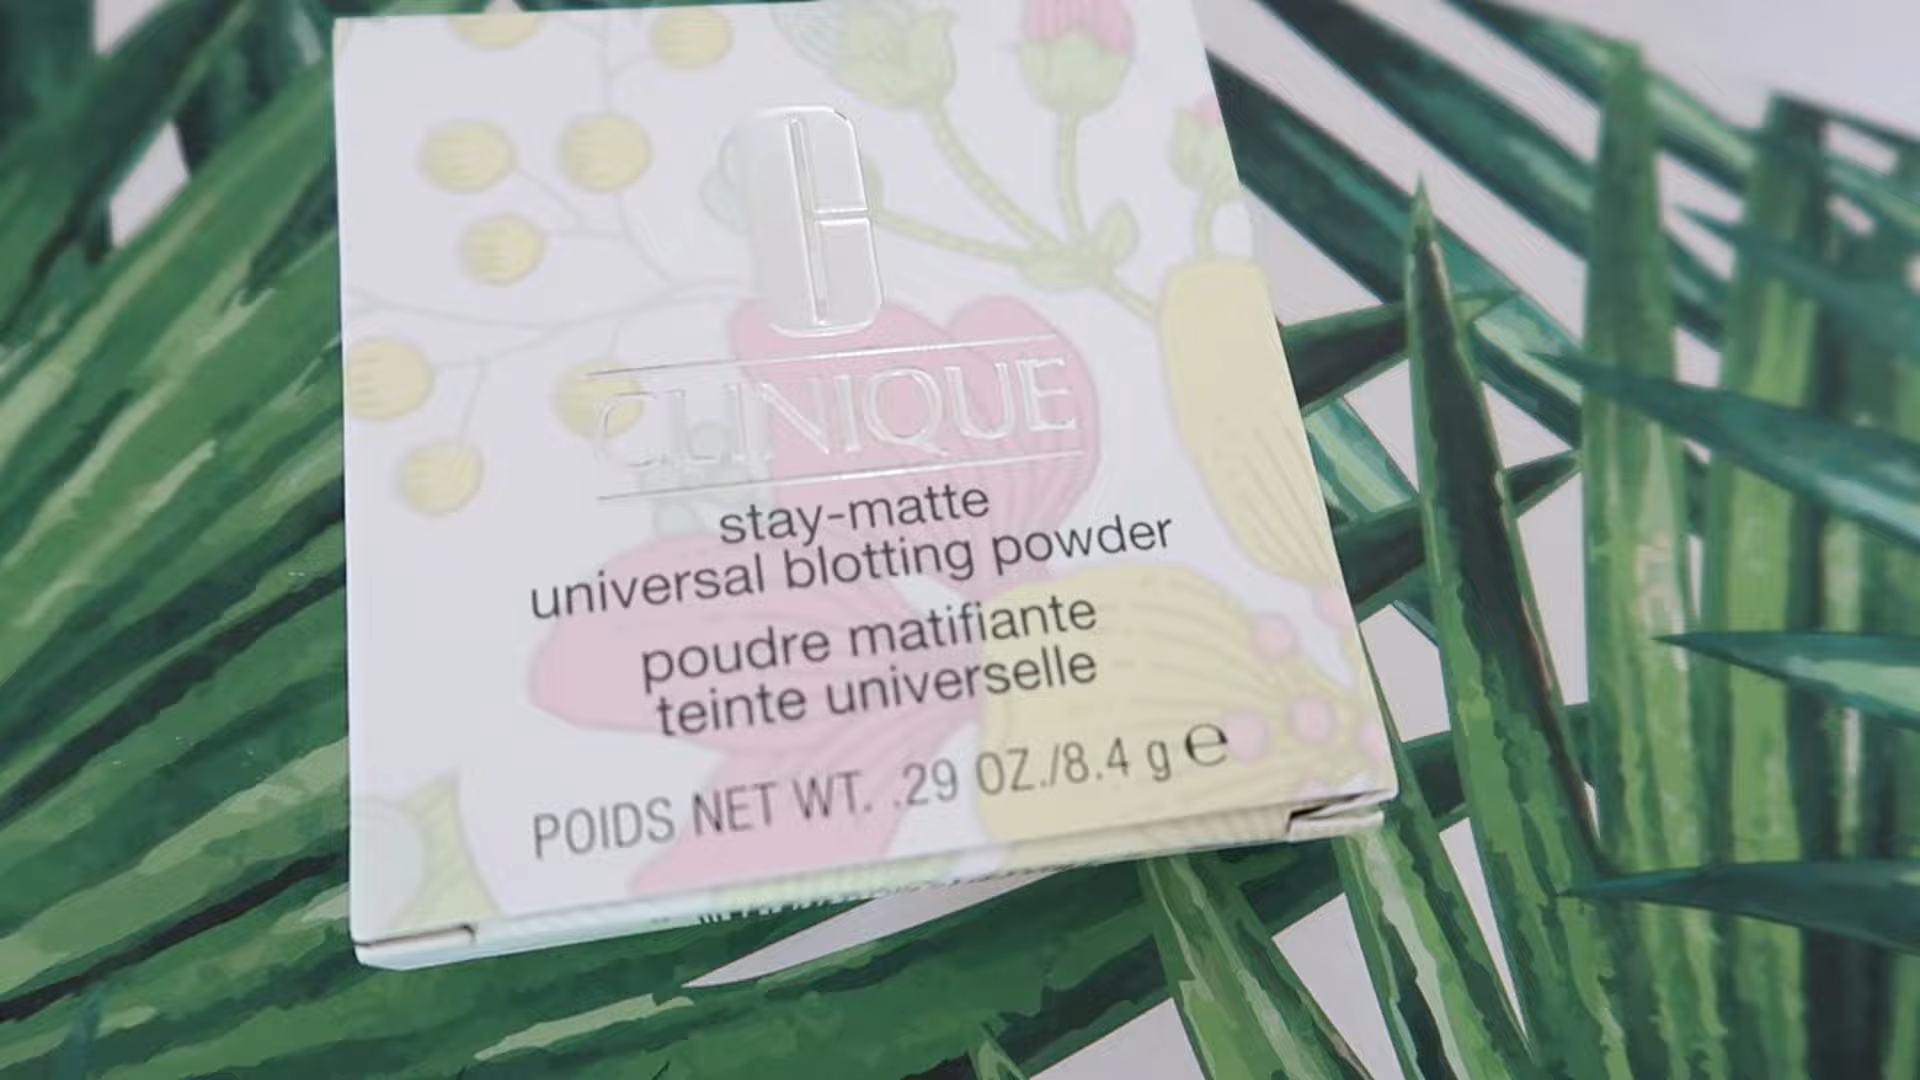 CLINIQUE
stay-matte
universal blotting powder
poudre matifiante
teinte universelle
POIDS NET WT. .29 OZ./8.4 g ℮